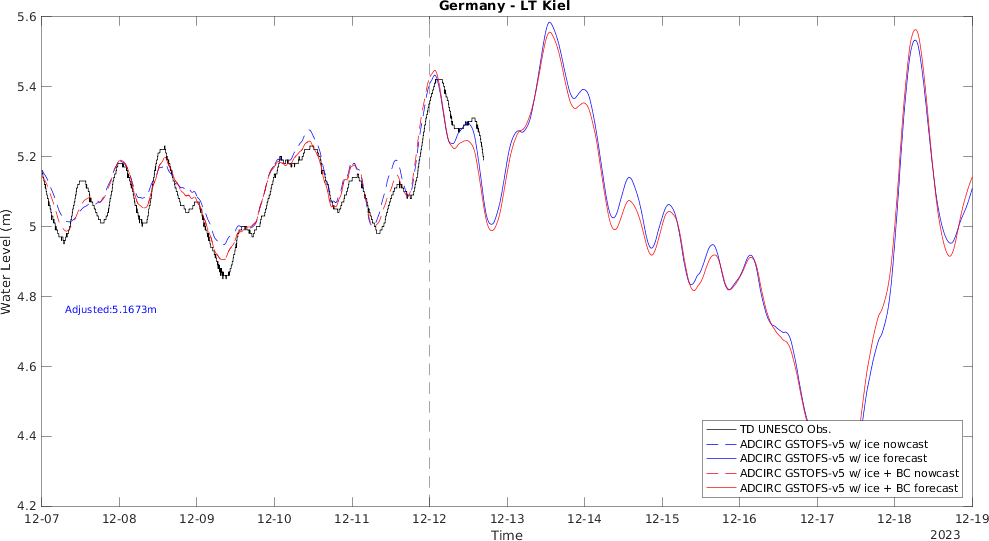 Germany - LT Kiel
5.6
5.4
5.2
5
4.8
4.6
4.4
4.2
Water Level (m)
Adjusted:5.1673m
TD UNESCO Obs.
ADCIRC GSTOFS-v5 w/ ice nowcast
ADCIRC GSTOFS-v5 w/ ice forecast
ADCIRC GSTOFS-v5 w/ ice + BC nowcast
ADCIRC GSTOFS-v5 w/ ice + BC forecast
12-07 12-08 12-09 12-10 12-11 12-12 12-13 12-14 12-15 12-16 12-17 12-18 12-19
Time
2023